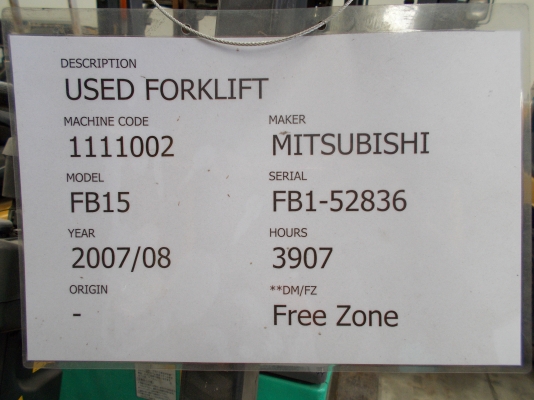 DESCRIPTION
USED FORKLIFT
MACHINE CODE MAKER
1111002 MITSUBISHI
MODEL SERIAL
FB15 FB1-52836
YEAR HOURS
2007/08 3907
ORIGIN **DM/FZ
- Free Zone